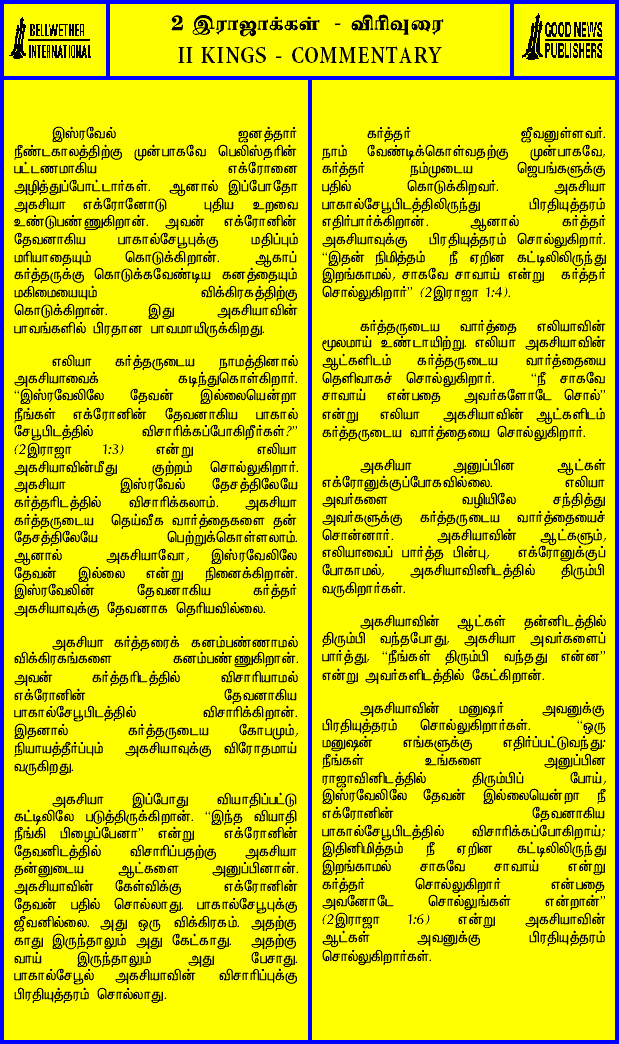 BELLWETHER
INTERNATIONAL
2 இராஜாக்கள் - விரிவுரை
II KINGS - COMMENTARY
GOOD NEWS
PUBLISHERS
இஸ்ரவேல் ஜனத்தார்
நீண்டகாலத்திற்கு முன்பாகவே பெலிஸ்தரின்
பட்டணமாகிய எக்ரோனை
அழித்துப்போட்டார்கள். ஆனால் இப்போதோ
அகசியா எக்ரோனோடு புதிய உறவை
உண்டுபண்ணுகிறான். அவன் எக்ரோனின்
தேவனாகிய பாகால்சேபூபுக்கு மதிப்பும்
மரியாதையும் கொடுக்கிறான். ஆகாப்
கர்த்தருக்கு கொடுக்கவேண்டிய கனத்தையும்
மகிமையையும் விக்கிரகத்திற்கு
கொடுக்கிறான். இது அகசியாவின்
பாவங்களில் பிரதான பாவமாயிருக்கிறது.
எலியா கர்த்தருடைய நாமத்தினால்
அகசியாவைக் கடிந்துகொள்கிறார்.
"இஸ்ரவேலிலே தேவன் இல்லையென்றா
நீங்கள் எக்ரோனின் தேவனாகிய பாகால்
சேபூபிடத்தில் விசாரிக்கப்போகிறீர்கள்?"
(2இராஜா 1:3) என்று எலியா
அகசியாவின்மீது குற்றம் சொல்லுகிறார்.
அகசியா இஸ்ரவேல் தேசத்திலேயே
கர்த்தரிடத்தில் விசாரிக்கலாம். அகசியா
கர்த்தருடைய தெய்வீக வார்த்தைகளை தன்
தேசத்திலேயே பெற்றுக்கொள்ளலாம்.
ஆனால் அகசியாவோ, இஸ்ரவேலிலே
தேவன் இல்லை என்று நினைக்கிறான்.
இஸ்ரவேலின் தேவனாகிய கர்த்தர்
அகசியாவுக்கு தேவனாக தெரியவில்லை.
அகசியா கர்த்தரைக் கனம்பண்ணாமல்
விக்கிரகங்களை கனம்பண்ணுகிறான்.
அவன் கர்த்தரிடத்தில் விசாரியாமல்
எக்ரோனின் தேவனாகிய
பாகால்சேபூபிடத்தில் விசாரிக்கிறான்.
இதனால் கர்த்தருடைய கோபமும்,
நியாயத்தீர்ப்பும் அகசியாவுக்கு விரோதமாய்
வருகிறது.
அகசியா இப்போது வியாதிப்பட்டு
கட்டிலிலே படுத்திருக்கிறான். "இந்த வியாதி
நீங்கி பிழைப்பேனா" என்று எக்ரோனின்
தேவனிடத்தில் விசாரிப்பதற்கு அகசியா
தன்னுடைய ஆட்களை அனுப்பினான்.
அகசியாவின் கேள்விக்கு எக்ரோனின்
தேவன் பதில் சொல்லாது. பாகால்சேபூபுக்கு
ஜீவனில்லை. அது ஒரு விக்கிரகம். அதற்கு
காது இருந்தாலும் அது கேட்காது. அதற்கு
வாய் இருந்தாலும் அது பேசாது.
பாகால்சேபூல் அகசியாவின் விசாரிப்புக்கு
பிரதியுத்தரம் சொல்லாது.
கர்த்தர் ஜீவனுள்ளவர்.
நாம் வேண்டிக்கொள்வதற்கு முன்பாகவே,
கர்த்தர் நம்முடைய ஜெபங்களுக்கு
பதில் கொடுக்கிறவர். அகசியா
பாகால்சேபூபிடத்திலிருந்து பிரதியுத்தரம்
எதிர்பார்க்கிறான். ஆனால் கர்த்தர்
அகசியாவுக்கு பிரதியுத்தரம் சொல்லுகிறார்.
"இதன் நிமித்தம் நீ ஏறின கட்டிலிலிருந்து
இறங்காமல், சாகவே சாவாய் என்று கர்த்தர்
சொல்லுகிறார்" (2இராஜா 1:4).
கர்த்தருடைய வார்த்தை எலியாவின்
மூலமாய் உண்டாயிற்று. எலியா அகசியாவின்
ஆட்களிடம் கர்த்தருடைய வார்த்தையை
தெளிவாகச் சொல்லுகிறார். "நீ சாகவே
சாவாய் என்பதை அவர்களோடே சொல்"
என்று எலியா அகசியாவின் ஆட்களிடம்
கர்த்தருடைய வார்த்தையை சொல்லுகிறார்.
அகசியா அனுப்பின ஆட்கள்
எக்ரோனுக்குப்போகவில்லை. எலியா
அவர்களை வழியிலே சந்தித்து
அவர்களுக்கு கர்த்தருடைய வார்த்தையைச்
சொன்னார். அகசியாவின் ஆட்களும்,
எலியாவைப் பார்த்த பின்பு, எக்ரோனுக்குப்
போகாமல், அகசியாவினிடத்தில் திரும்பி
வருகிறார்கள்.
அகசியாவின் ஆட்கள் தன்னிடத்தில்
திரும்பி வந்தபோது, அகசியா அவர்களைப்
பார்த்து, "நீங்கள் திரும்பி வந்தது என்ன"
என்று அவர்களிடத்தில் கேட்கிறான்.
அகசியாவின் மனுஷர் அவனுக்கு
பிரதியுத்தரம் சொல்லுகிறார்கள். "ஒரு
மனுஷன் எங்களுக்கு எதிர்ப்பட்டுவந்து:
நீங்கள் உங்களை அனுப்பின
ராஜாவினிடத்தில் திரும்பிப் போய்,
இஸ்ரவேலிலே தேவன் இல்லையென்றா நீ
எக்ரோனின் தேவனாகிய
பாகால்சேபூபிடத்தில் விசாரிக்கப்போகிறாய்;
இதினிமித்தம் நீ ஏறின கட்டிலிலிருந்து
இறங்காமல் சாகவே சாவாய் என்று
கர்த்தர் சொல்லுகிறார் என்பதை
அவனோடே சொல்லுங்கள் என்றான்"
(2இராஜா 1:6) என்று அகசியாவின்
ஆட்கள் அவனுக்கு பிரதியுத்தரம்
சொல்லுகிறார்கள்.